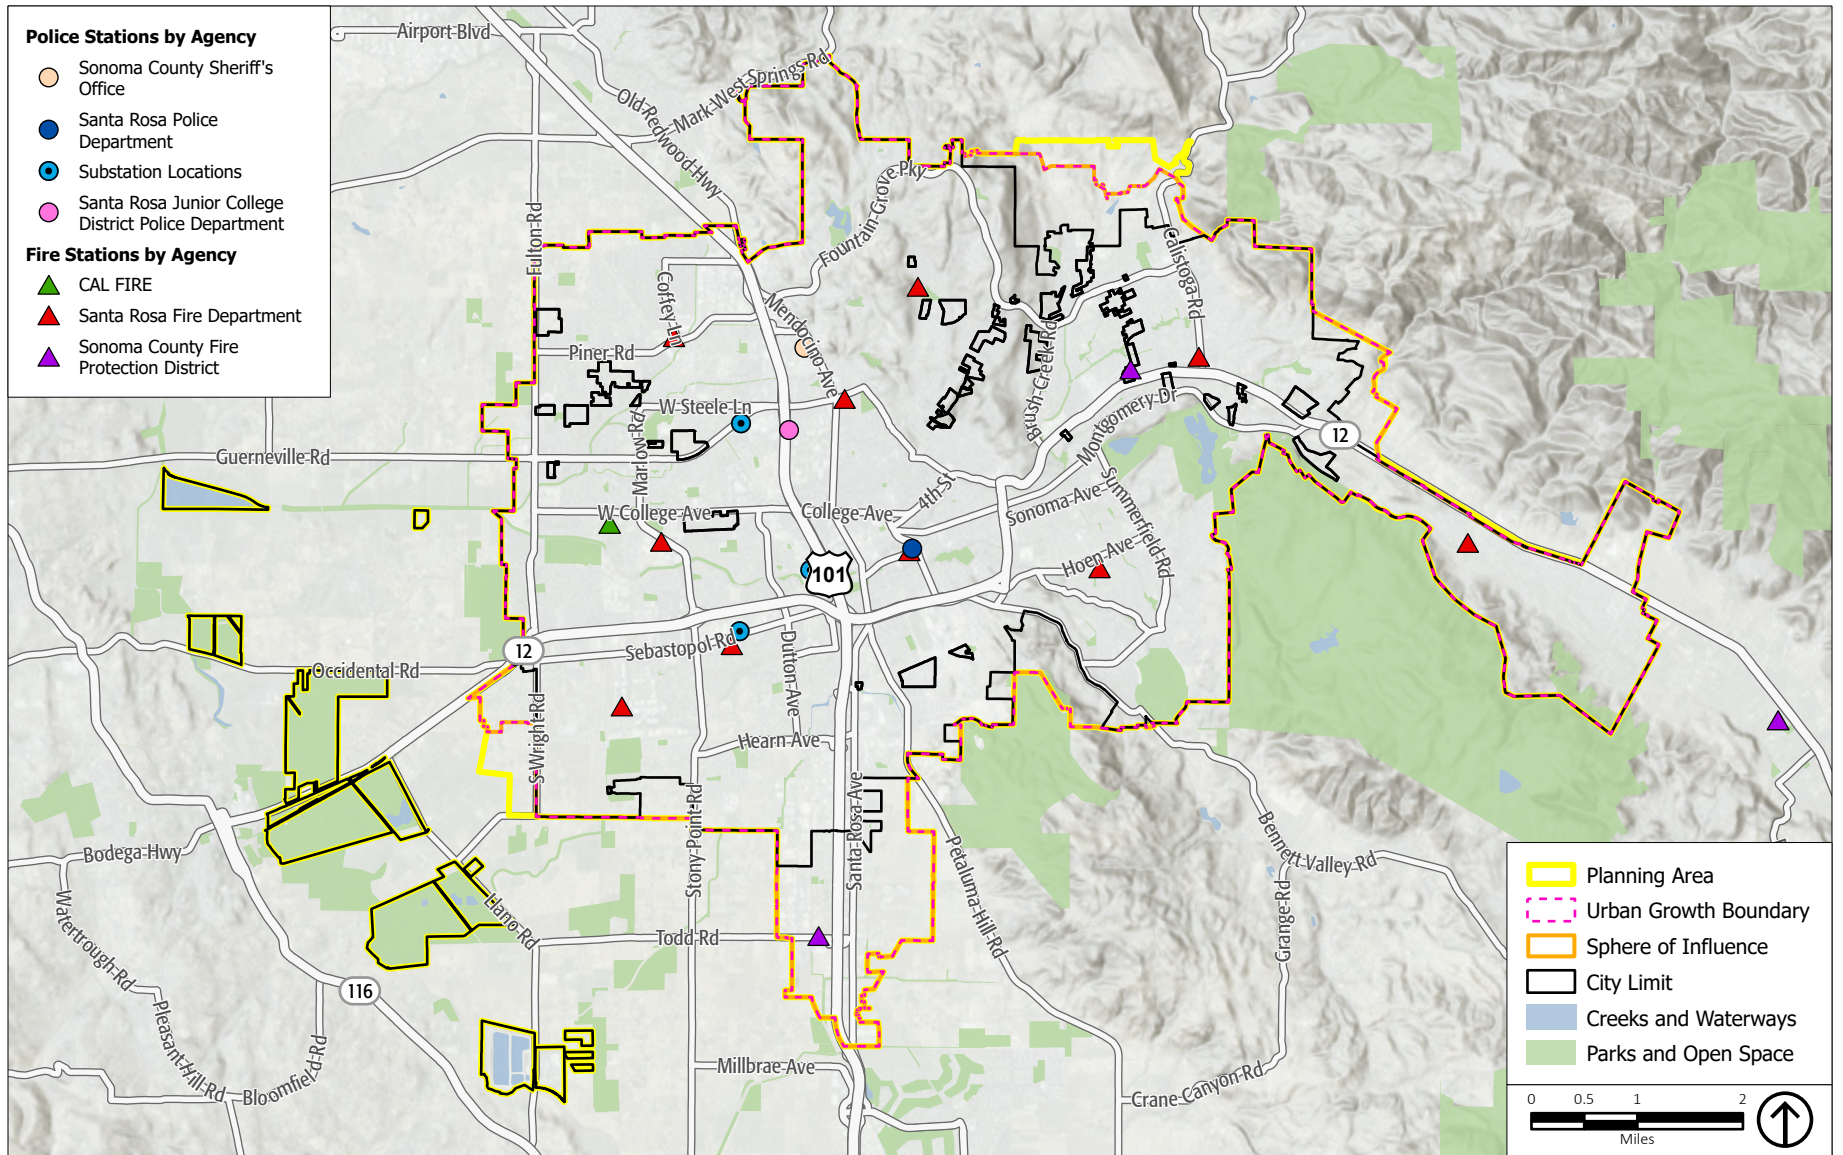 Police Stations by Agency
Sonoma County Sheriff's
Office
Santa Rosa Police
Department
Substation Locations
Santa Rosa Junior College
District Police Department
Fire Stations by Agency
CAL FIRE
Santa Rosa Fire Department
Sonoma County Fire
Protection District
Airport Blvd
Old Redwood Hwy
Mark West Springs Rd
Fountain Grove Pky
Fulton Rd
Coffey Ln
Mendocino Ave
Calistoga Rd
Piner Rd
Brush Creek Rd
W Steele Ln
Montgomery Dr
Marlow Rd
12
Guerneville Rd
4th St
Summerfield Rd
W College Ave
College Ave
Sonoma Ave
Hoen Ave
101
12
Sebastopol Rd
Dutton Ave
Occidental Rd
S Wright Rd
Hearn Ave
Stony Point Rd
Santa Rosa Ave
Petaluma Hill Rd
Bennett Valley Rd
Grange Rd
Bodega Hwy
Watertrough Rd
Llano Rd
Todd Rd
116
Pleasant Hill Rd
Bloomfield Rd
Millbrae Ave
Crane Canyon Rd
Planning Area
Urban Growth Boundary
Sphere of Influence
City Limit
Creeks and Waterways
Parks and Open Space
0 0.5 1 2
Miles